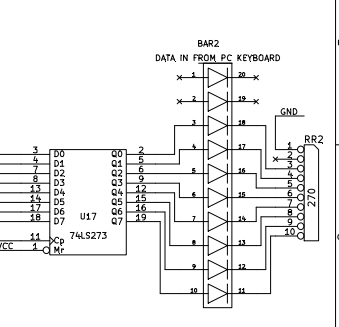 BAR2
DATA IN FROM PC KEYBOARD
1 20
2 19
3 18
4 17
5 16
6 15
7 14
8 13
9 12
10 11
GND
RR2
270
1
2
3
4
5
6
7
8
9
10
3 D0 Q0 2
4 D1 Q1 5
7 D2 Q2 6
8 D3 Q3 9
13 D4 Q4 12
14 D5 Q5 15
17 D6 Q6 16
18 D7 Q7 19
U17
74LS273
11 Cp
VCC 1 Mr